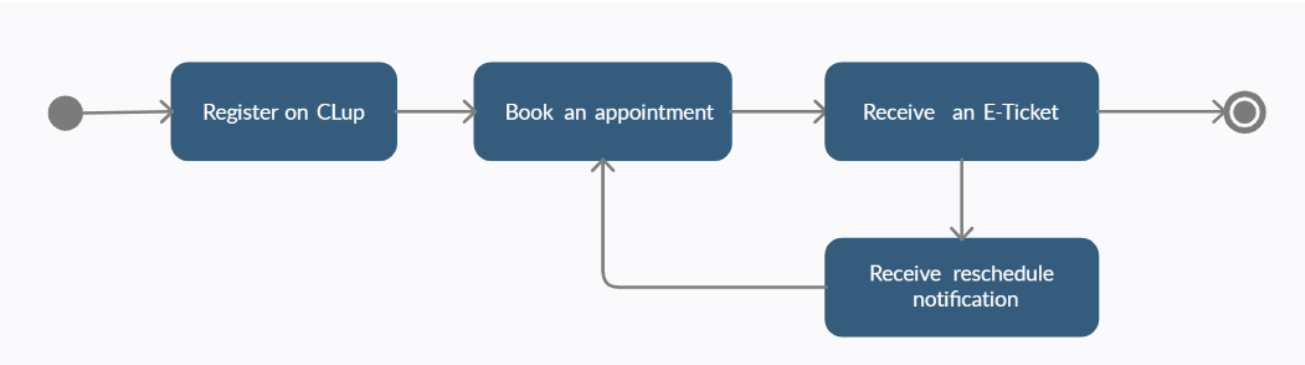 Register on CLup
Book an appointment
Receive an E-Ticket
Receive reschedule
notification